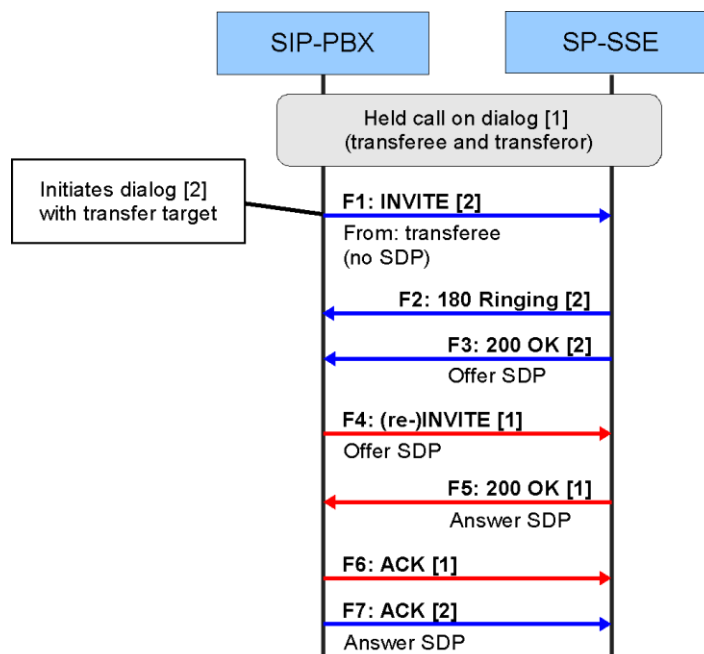 SIP-PBX
SP-SSE
Held call on dialog [1]
(transferee and transferor)
Initiates dialog [2]
with transfer target
F1: INVITE [2]
From: transferee
(no SDP)
F2: 180 Ringing [2]
F3: 200 OK [2]
Offer SDP
F4: (re-)INVITE [1]
Offer SDP
F5: 200 OK [1]
Answer SDP
F6: ACK [1]
F7: ACK [2]
Answer SDP